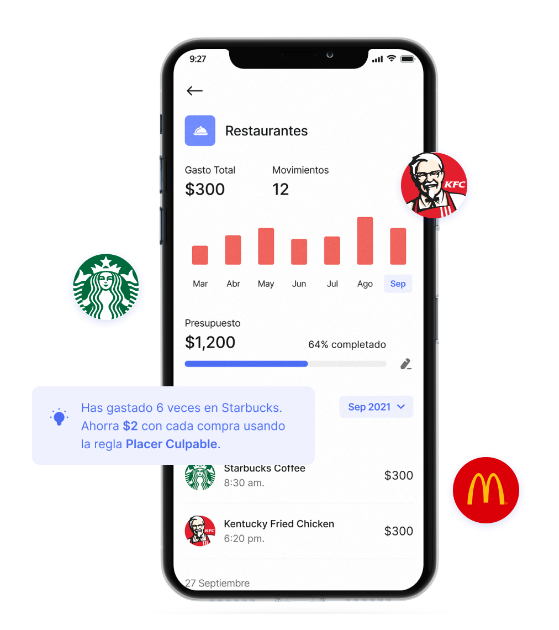 9:27
Restaurantes
Gasto Total
Movimientos
$300
12
KFC
Mar
Abr
May
Jun
Jul
Ago
Sep
Presupuesto
$1,200
64% completado
Has gastado 6 veces en Starbucks.
Ahorra $2 con cada compra usando
la regla Placer Culpable.
Sep 2021
Starbucks Coffee
8:30 am.
$300
KFC
Kentucky Fried Chicken
6:20 pm.
$300
27 Septiembre